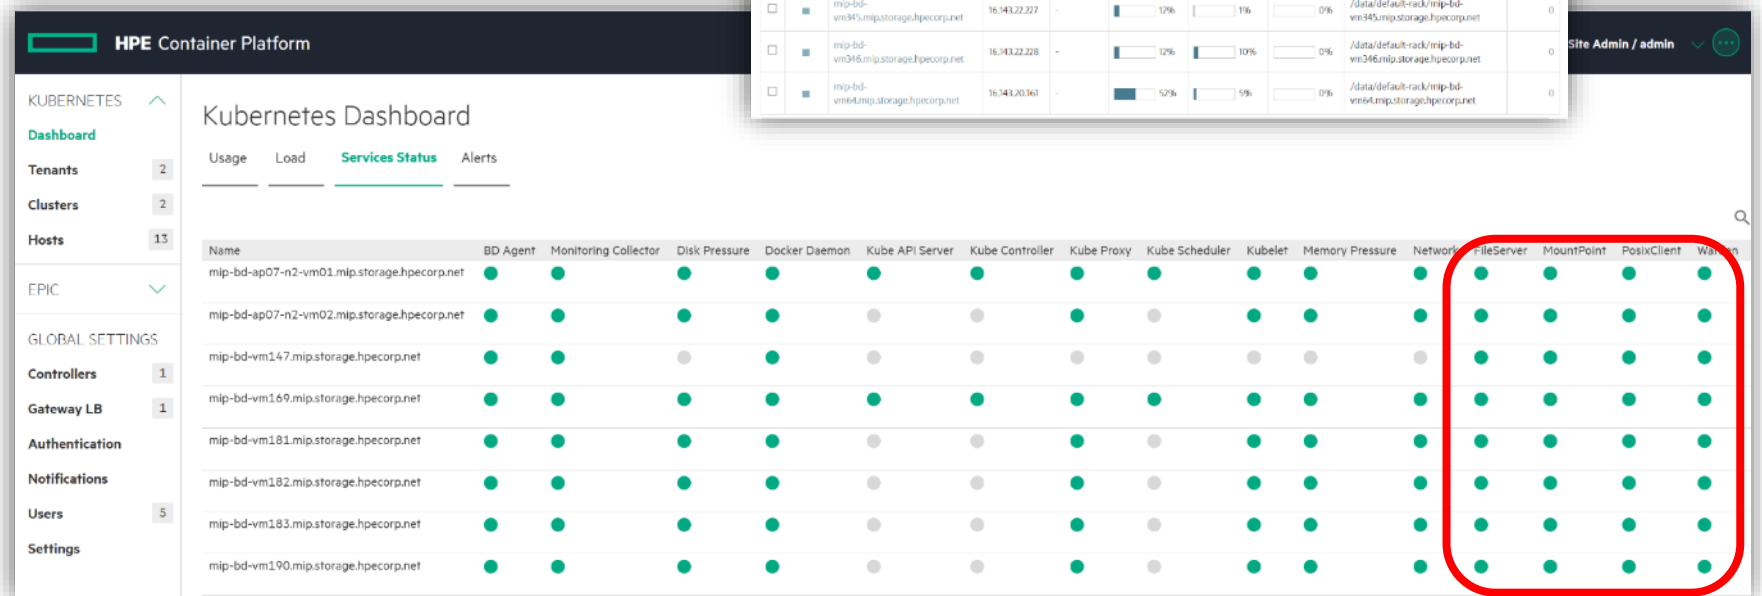 mip-bd-
vm345.mip.storage.hpecorp.net 16.143.22.227 - 12% 1% 0% /data/default-rack/mip-bd-
vm345.mip.storage.hpecorp.net 0
mip-bd-
vm346.mip.storage.hpecorp.net 16.143.22.228 - 12% 10% 0% /data/default-rack/mip-bd-
vm346.mip.storage.hpecorp.net 0
mip-bd-
vm64.mip.storage.hpecorp.net 16.143.20.161 - 52% 5% 0% /data/default-rack/mip-bd-
vm64.mip.storage.hpecorp.net 0
HPE Container Platform
Site Admin / admin
KUBERNETES
Dashboard
Tenants 2
Clusters 2
Hosts 13
EPIC
GLOBAL SETTINGS
Controllers 1
Gateway LB 1
Authentication
Notifications
Users 5
Settings
Kubernetes Dashboard
Usage Load Services Status Alerts
Name BD Agent Monitoring Collector Disk Pressure Docker Daemon Kube API Server Kube Controller Kube Proxy Kube Scheduler Kubelet Memory Pressure Network FileServer MountPoint PosixClient Warden
mip-bd-ap07-n2-vm01.mip.storage.hpecorp.net
mip-bd-ap07-n2-vm02.mip.storage.hpecorp.net
mip-bd-vm147.mip.storage.hpecorp.net
mip-bd-vm169.mip.storage.hpecorp.net
mip-bd-vm181.mip.storage.hpecorp.net
mip-bd-vm182.mip.storage.hpecorp.net
mip-bd-vm183.mip.storage.hpecorp.net
mip-bd-vm190.mip.storage.hpecorp.net